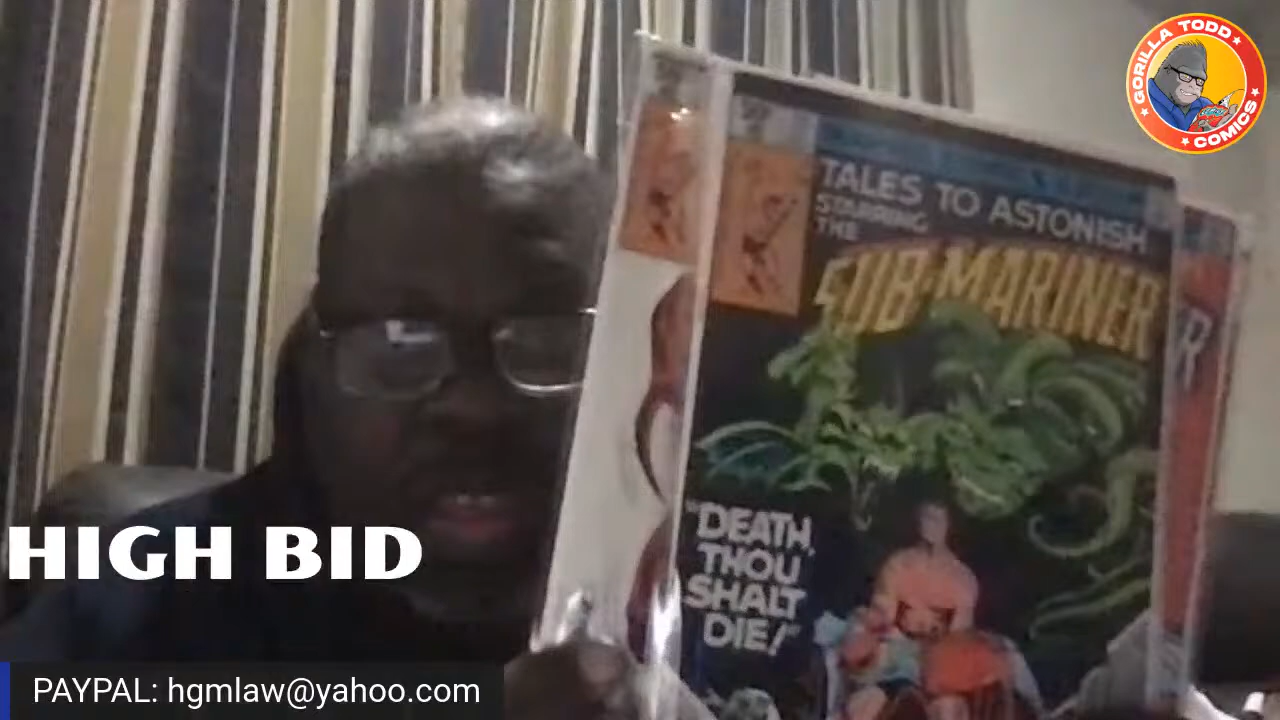 GORILLA TODD
COMICS
TALES TO ASTONISH
STARRING
THE
SUB-MARINER
R
"DEATH,
THOU
SHALT
DIE!"
HIGH BID
PAYPAL: hgmlaw@yahoo.com